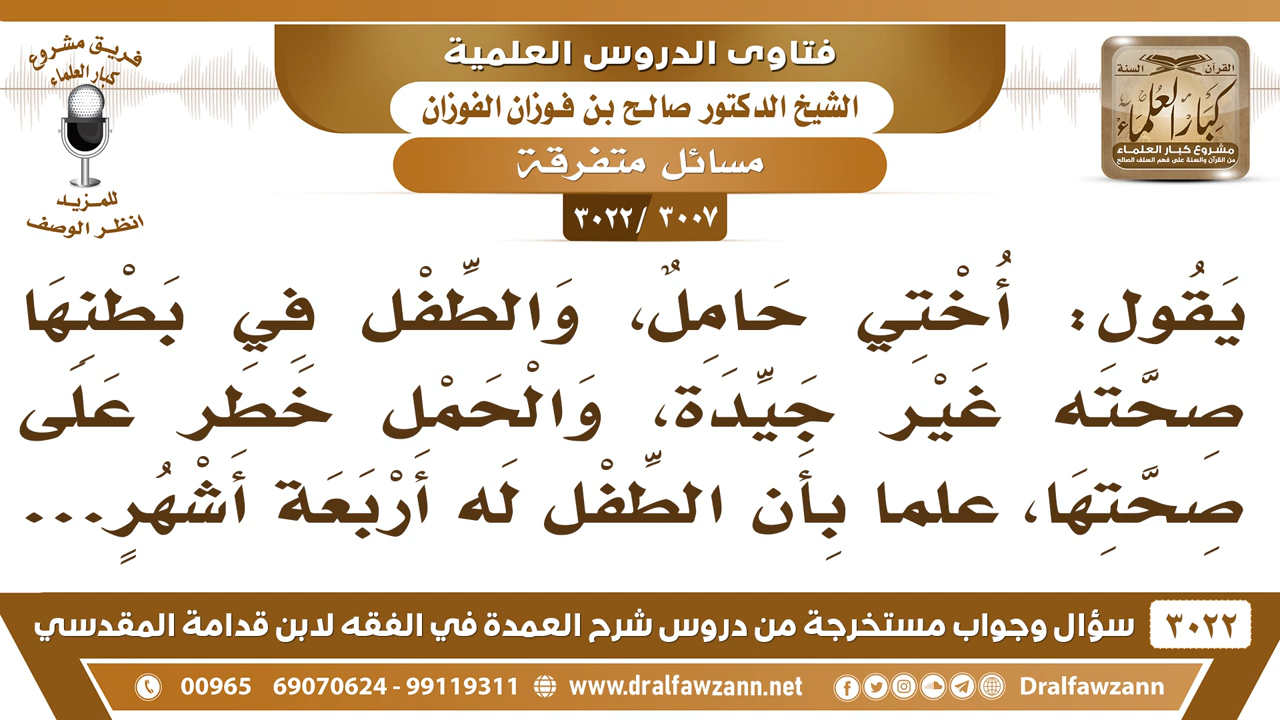 فتاوى الدروس العلمية
الشيخ الدكتور صالح بن فوزان الفوزان
مسائل متفرقة
٣٠٠٧ / ٣٠٢٢
فريق مشروع
كبار العلماء
للمزيد
انظر الوصف
القرآن السنة
كبار العلماء
مشروع كبار العلماء
من القرآن والسنة على فهم السلف الصالح
يَقُول: أُخْتِي حَامِلٌ، وَالطِّفْل فِي بَطْنهَا
صِحَّته غَيْر جَيِّدَة، وَالْحَمْل خَطَر عَلَى
صِحَّتِهَا، علما بِأَن الطِّفْل لَه أَرْبَعَة أَشْهُرٍ...
٣٠٢٢ سؤال وجواب مستخرجة من دروس شرح العمدة في الفقه لابن قدامة المقدسي
00965 69070624 - 99119311 www.dralfawzann.net Dralfawzann